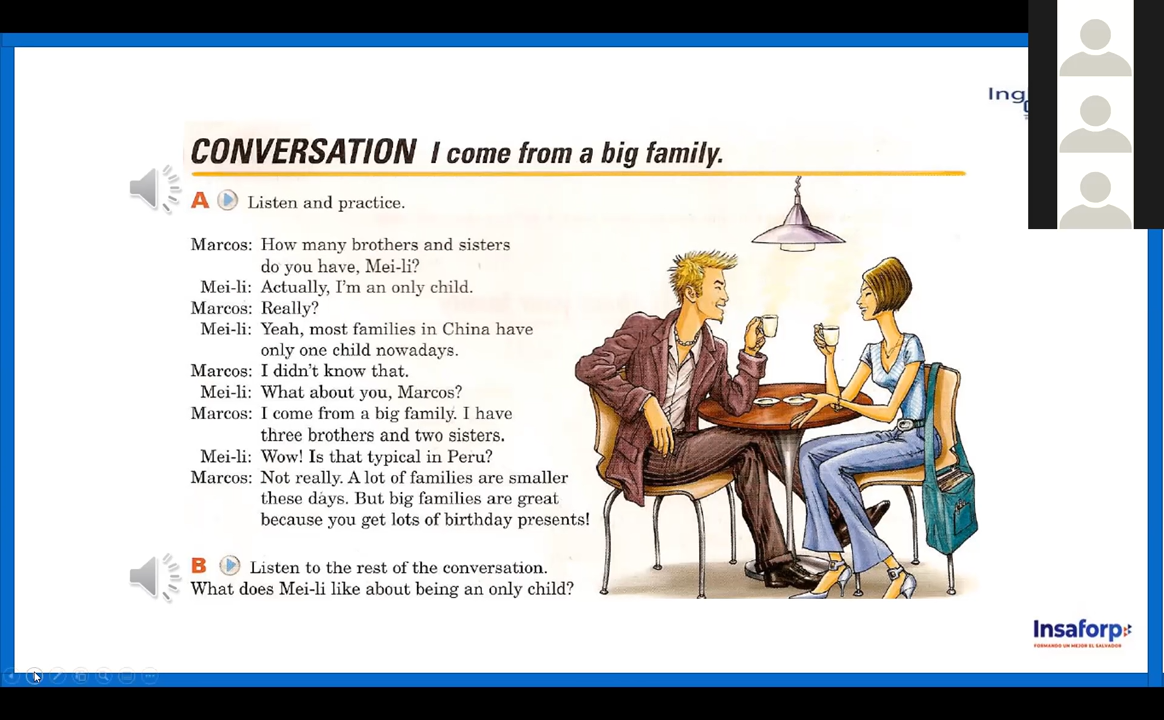 Ing
CONVERSATION I come from a big family.
A Listen and practice.
Marcos: How many brothers and sisters
do you have, Mei-li?
Mei-li: Actually, I'm an only child.
Marcos: Really?
Mei-li: Yeah, most families in China have
only one child nowadays.
Marcos: I didn't know that.
Mei-li: What about you, Marcos?
Marcos: I come from a big family. I have
three brothers and two sisters.
Mei-li: Wow! Is that typical in Peru?
Marcos: Not really. A lot of families are smaller
these days. But big families are great
because you get lots of birthday presents!
B Listen to the rest of the conversation.
What does Mei-li like about being an only child?
Insaforp
FORMANDO UN MEJOR EL SALVADOR